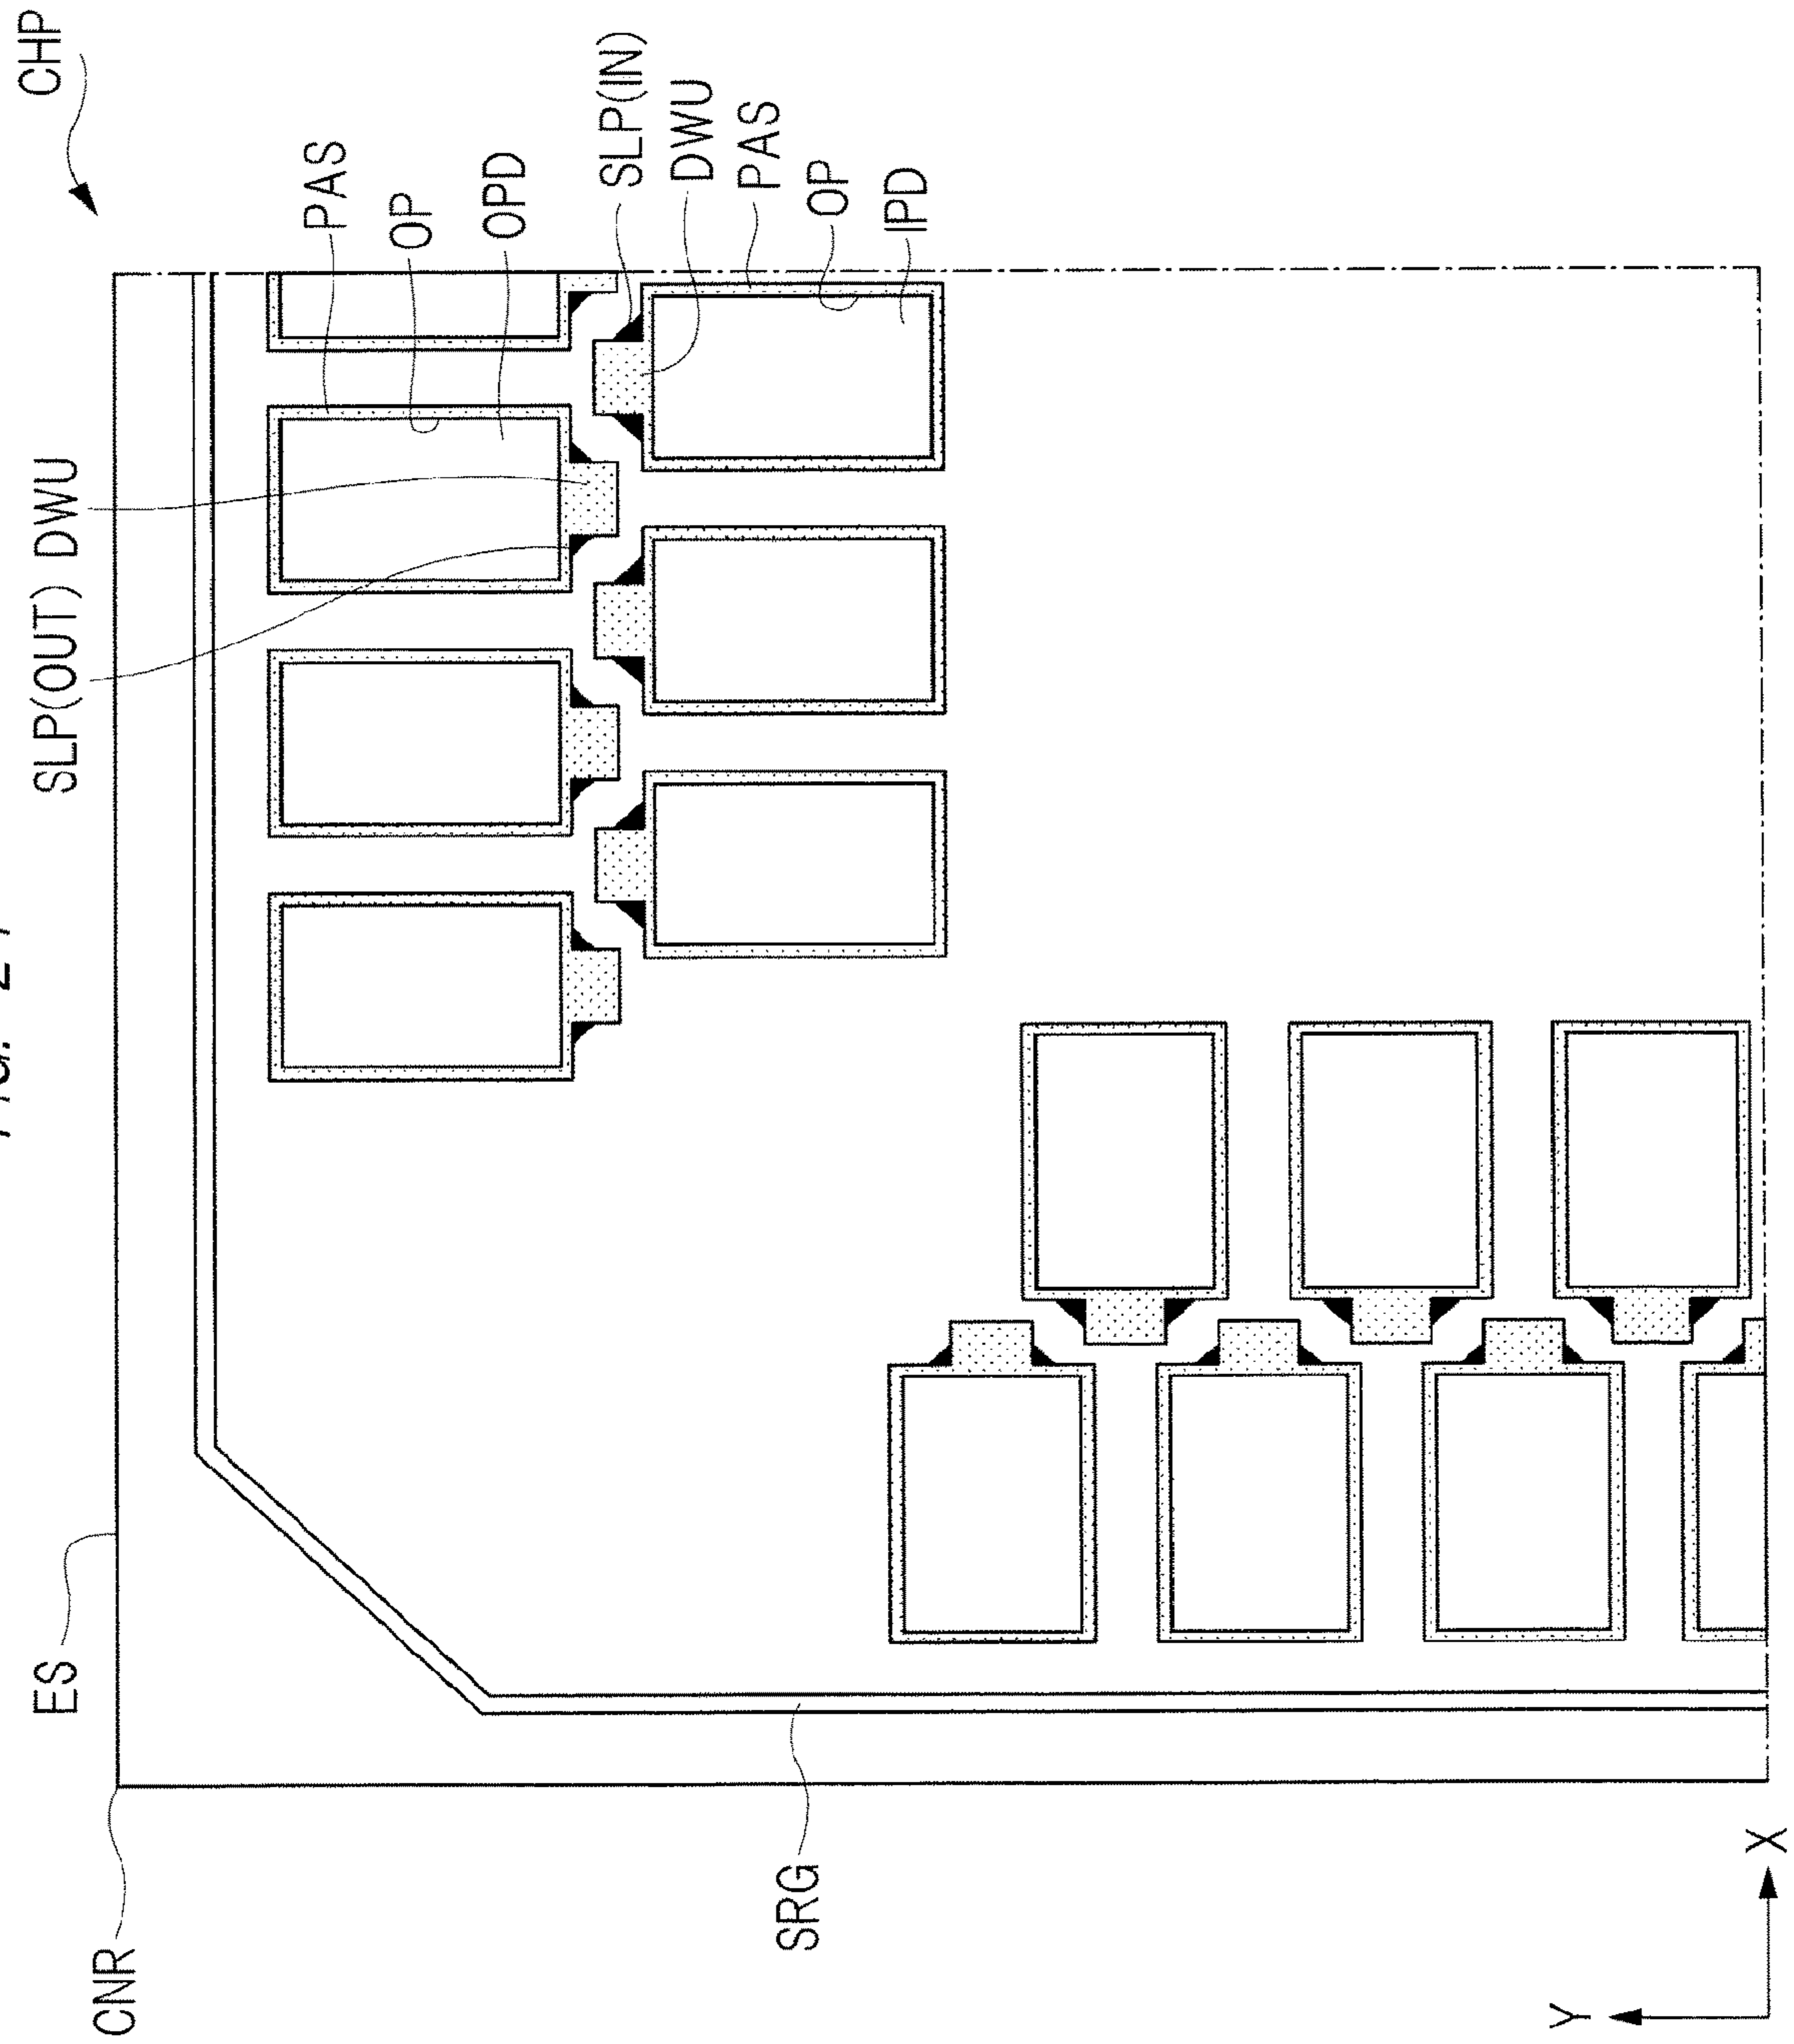 CHP
PAS
OP
OPD
SLP(IN)
DWU
PAS
OP
IPD
SLP(OUT) DWU
ES
CNR
SRG
Y
X